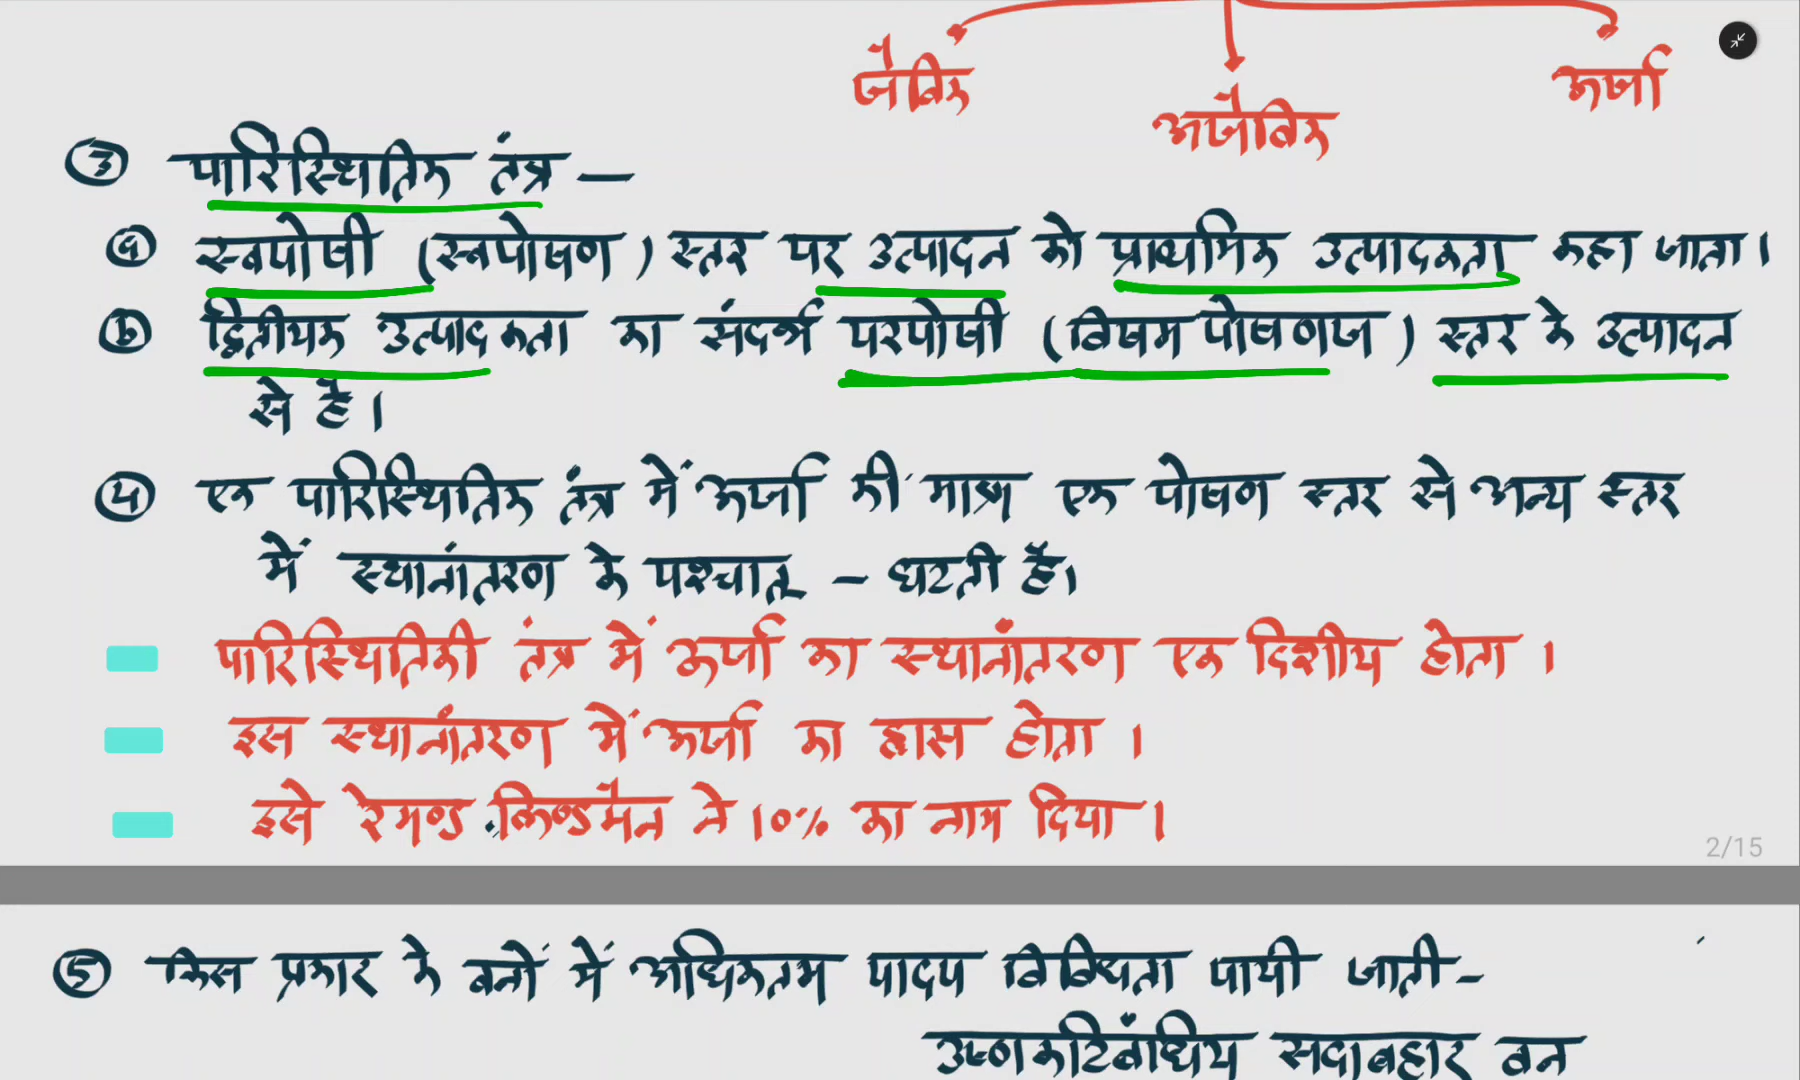 जैविक
अजैविक
ऊर्जा
③ पारिस्थितिक तंत्र —
ⓐ स्वपोषी (स्वपोषण) स्तर पर उत्पादन को प्राथमिक उत्पादकता कहा जाता।
ⓑ द्वितीयक उत्पादकता का संदर्भ परपोषी (विषमपोषणज) स्तर के उत्पादन
से है।
④ एक पारिस्थितिक तंत्र में ऊर्जा की मात्रा एक पोषण स्तर से अन्य स्तर
में स्थानांतरण के पश्चात् – घटती है।
पारिस्थितिकी तंत्र में ऊर्जा का स्थानांतरण एक दिशीय होता।
इस स्थानांतरण में ऊर्जा का ह्रास होता।
इसे रेमण्ड लिण्डमैन ने 10% का नाम दिया।
2/15
⑤ किस प्रकार के वनों में अधिकतम पादप विविधता पायी जाती-
उष्णकटिबंधिय सदाबहार वन